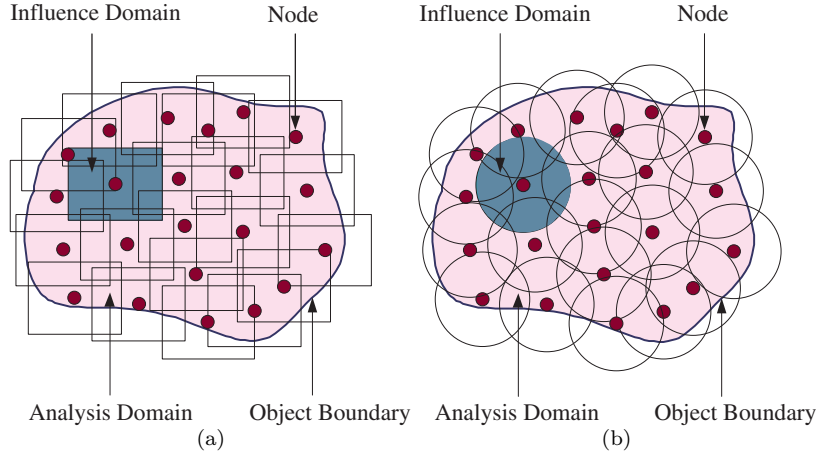 Influence Domain
Node
Influence Domain
Node
Analysis Domain
Object Boundary
Analysis Domain
Object Boundary
(a)
(b)